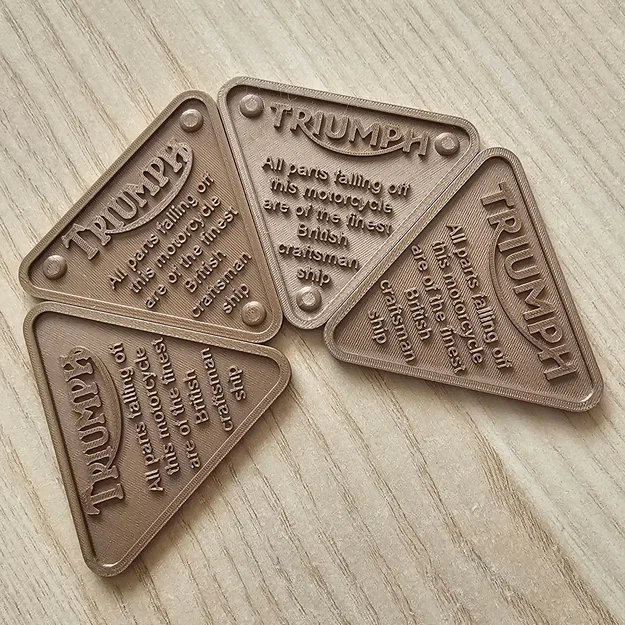 TRIUMPH
All parts falling off
this motorcycle
are of the finest
British
craftsman
ship
TRIUMPH
All parts falling off
this motorcycle
are of the finest
British
craftsman
ship
TRIUMPH
All parts falling off
this motorcycle
are of the finest
British
craftsman
ship
TRIUMPH
All parts falling off
this motorcycle
are of the finest
British
craftsman
ship